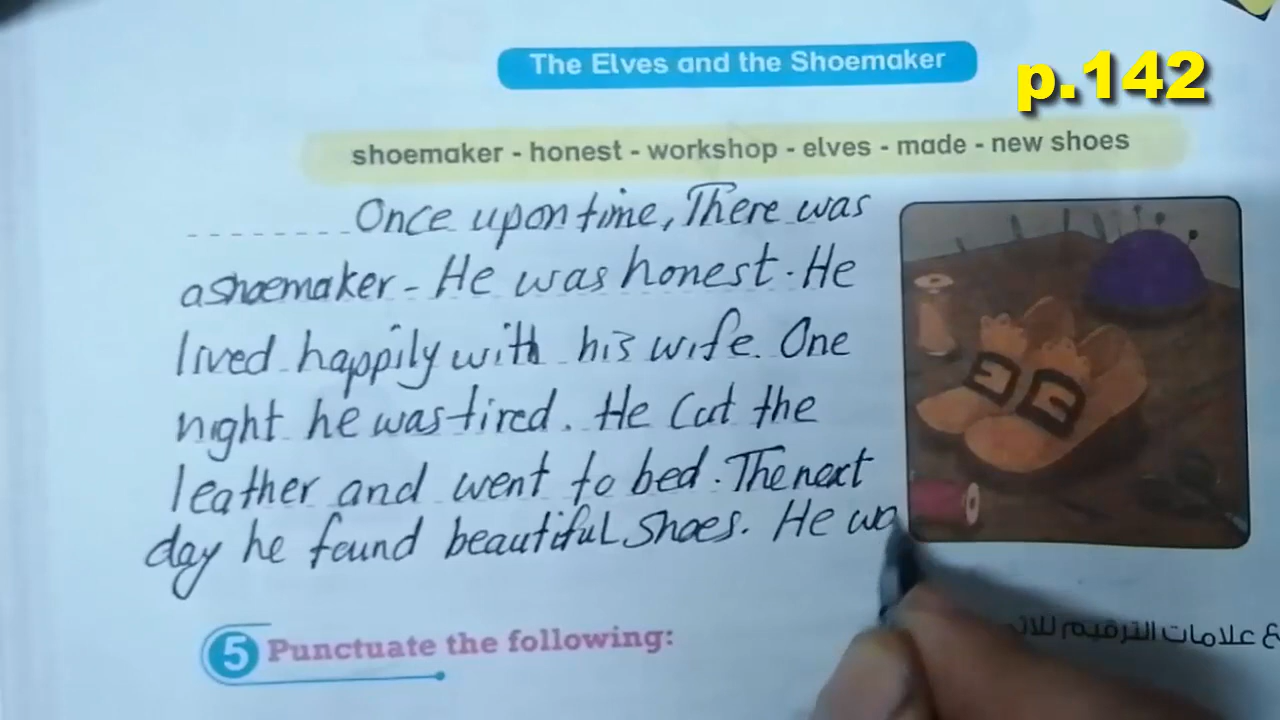 The Elves and the Shoemaker
p.142
shoemaker - honest - workshop - elves - made - new shoes
Once upon time, There was
a shoemaker - He was honest. He
lived happily with his wife. One
night he was tired. He Cut the
leather and went to bed. The next
day he found beautiful shoes. He wa
5 Punctuate the following:
علامات الترقيم